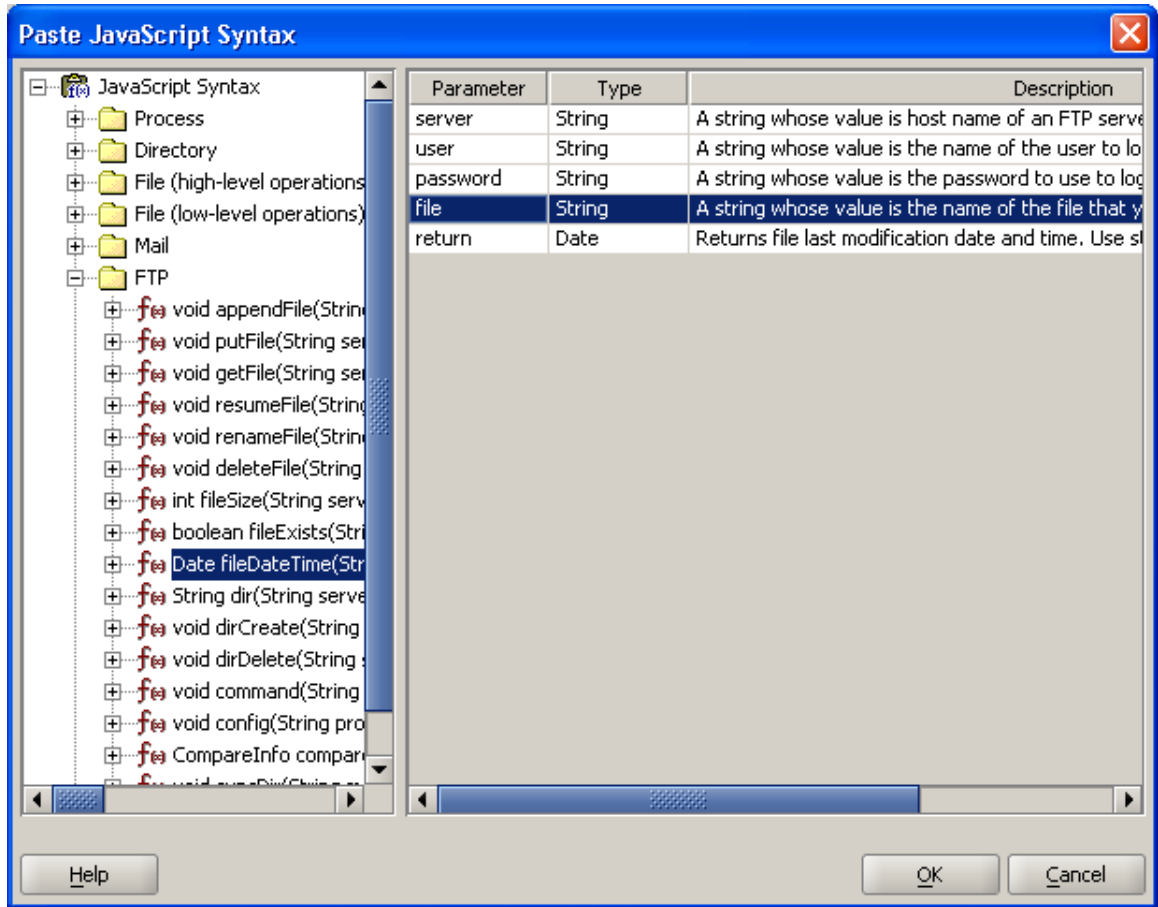 Paste JavaScript Syntax
JavaScript Syntax
Process
Directory
File (high-level operations
File (low-level operations)
Mail
FTP
void appendFile(String
void putFile(String ser
void getFile(String ser
void resumeFile(String
void renameFile(String
void deleteFile(String
int fileSize(String serv
boolean fileExists(Stri
Date fileDateTime(Str
String dir(String serve
void dirCreate(String
void dirDelete(String s
void command(String
void config(String pro
CompareInfo compare
Parameter Type Description
server String A string whose value is host name of an FTP serve
user String A string whose value is the name of the user to lo
password String A string whose value is the password to use to log
file String A string whose value is the name of the file that y
return Date Returns file last modification date and time. Use st
Help
OK
Cancel